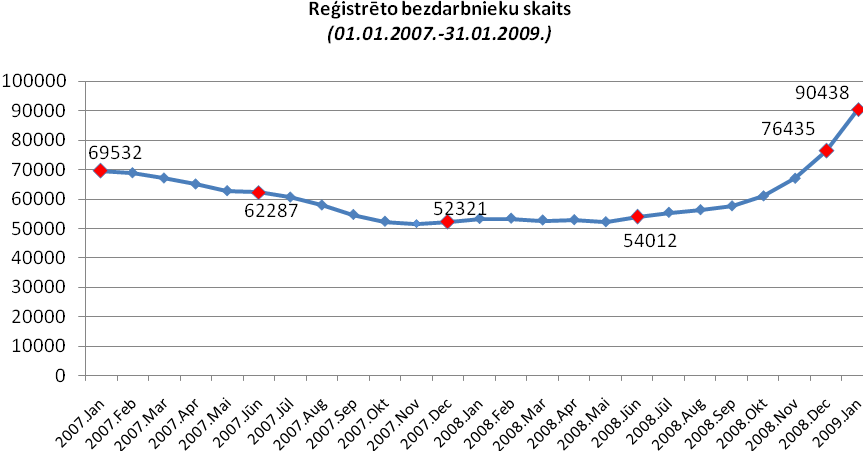 Reģistrēto bezdarbnieku skaits
(01.01.2007.-31.01.2009.)
100000
90000
80000
70000
60000
50000
40000
30000
20000
10000
0
69532
62287
52321
54012
76435
90438
2007.Jan
2007.Feb
2007.Mar
2007.Apr
2007.Mai
2007.Jūn
2007.Jūl
2007.Aug
2007.Sep
2007.Okt
2007.Nov
2007.Dec
2008.Jan
2008.Feb
2008.Mar
2008.Apr
2008.Mai
2008.Jūn
2008.Jūl
2008.Aug
2008.Sep
2008.Okt
2008.Nov
2008.Dec
2009.Jan